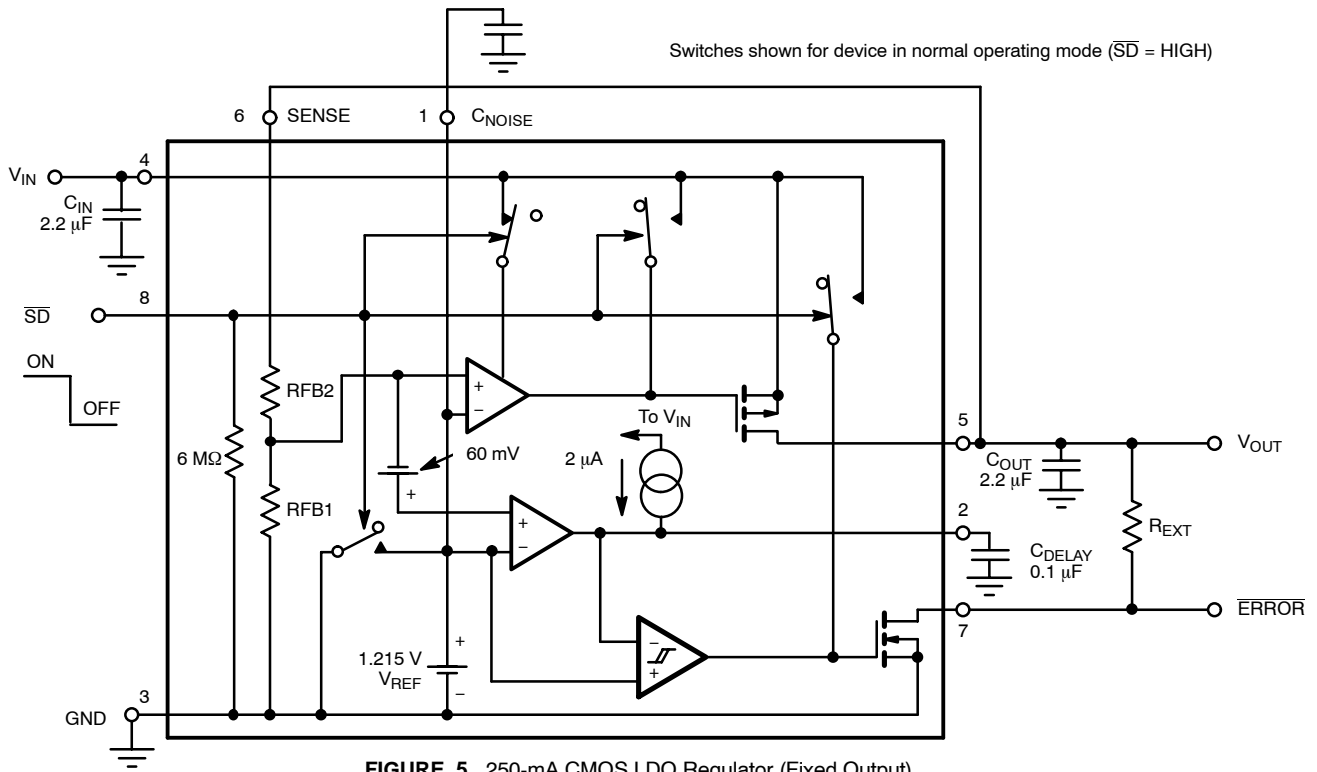 Switches shown for device in normal operating mode (SD = HIGH)
6 SENSE
1 CNOISE
VIN
4
CIN
2.2 μF
SD
8
ON
OFF
RFB2
+
−
To VIN
60 mV
2 μA
5
VOUT
COUT
2.2 μF
6 MΩ
+
RFB1
+
−
2
REXT
CDELAY
0.1 μF
ERROR
7
−
+
+
1.215 V
VREF
−
3
GND
FIGURE 5. 250-mA CMOS LDO Regulator (Fixed Output)